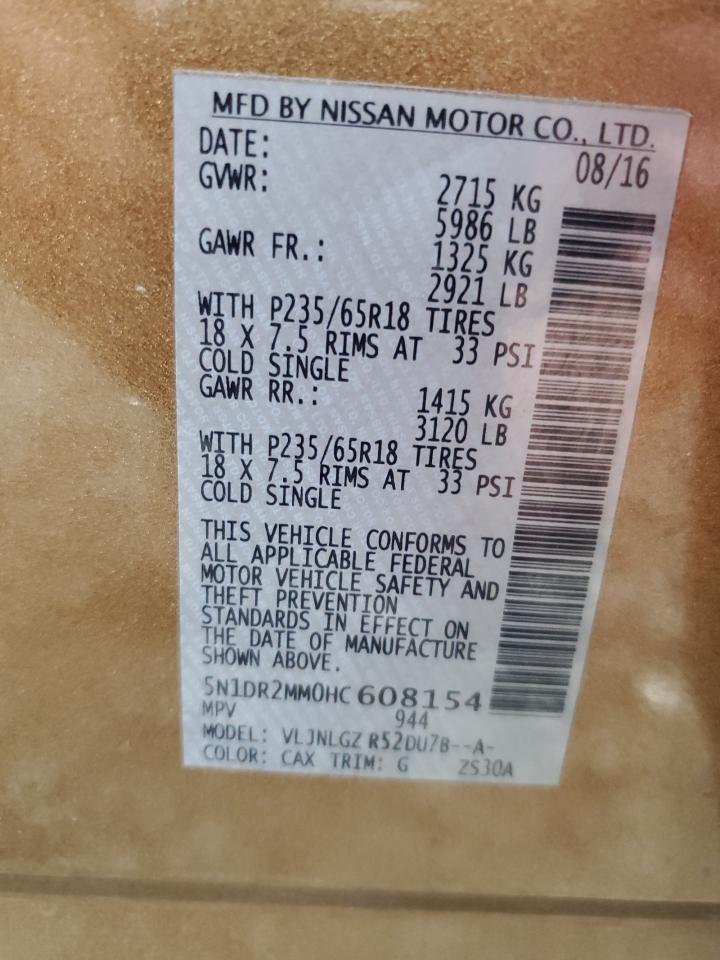 MFD BY NISSAN MOTOR CO., LTD.
DATE: 08/16
GVWR: 2715 KG
5986 LB
GAWR FR.: 1325 KG
2921 LB
WITH P235/65R18 TIRES
18 X 7.5 RIMS AT 33 PSI
COLD SINGLE
GAWR RR.: 1415 KG
3120 LB
WITH P235/65R18 TIRES
18 X 7.5 RIMS AT 33 PSI
COLD SINGLE
THIS VEHICLE CONFORMS TO
ALL APPLICABLE FEDERAL
MOTOR VEHICLE SAFETY AND
THEFT PREVENTION
STANDARDS IN EFFECT ON
THE DATE OF MANUFACTURE
SHOWN ABOVE.
5N1DR2MM0HC608154
MPV 944
MODEL: VLJNLGZ R52DU7B--A-
COLOR: CAX TRIM: G ZS30A